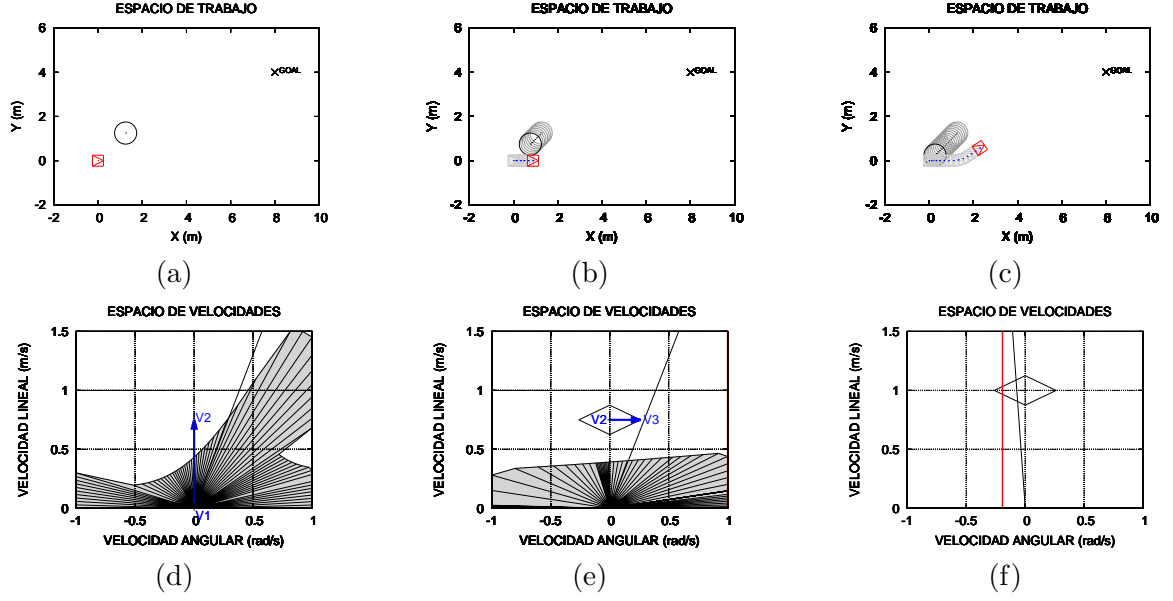 ESPACIO DE TRABAJO
6
4
2
0
-2
-2 0 2 4 6 8 10
Y (m)
X (m)
GOAL
(a)
ESPACIO DE TRABAJO
6
4
2
0
-2
-2 0 2 4 6 8 10
Y (m)
X (m)
GOAL
(b)
ESPACIO DE TRABAJO
6
4
2
0
-2
-2 0 2 4 6 8 10
Y (m)
X (m)
GOAL
(c)
ESPACIO DE VELOCIDADES
1.5
1
0.5
0
-1 -0.5 0 0.5 1
VELOCIDAD LINEAL (m/s)
VELOCIDAD ANGULAR (rad/s)
V2
V1
(d)
ESPACIO DE VELOCIDADES
1.5
1
0.5
0
-1 -0.5 0 0.5 1
VELOCIDAD LINEAL (m/s)
VELOCIDAD ANGULAR (rad/s)
V2 V3
(e)
ESPACIO DE VELOCIDADES
1.5
1
0.5
0
-1 -0.5 0 0.5 1
VELOCIDAD LINEAL (m/s)
VELOCIDAD ANGULAR (rad/s)
(f)